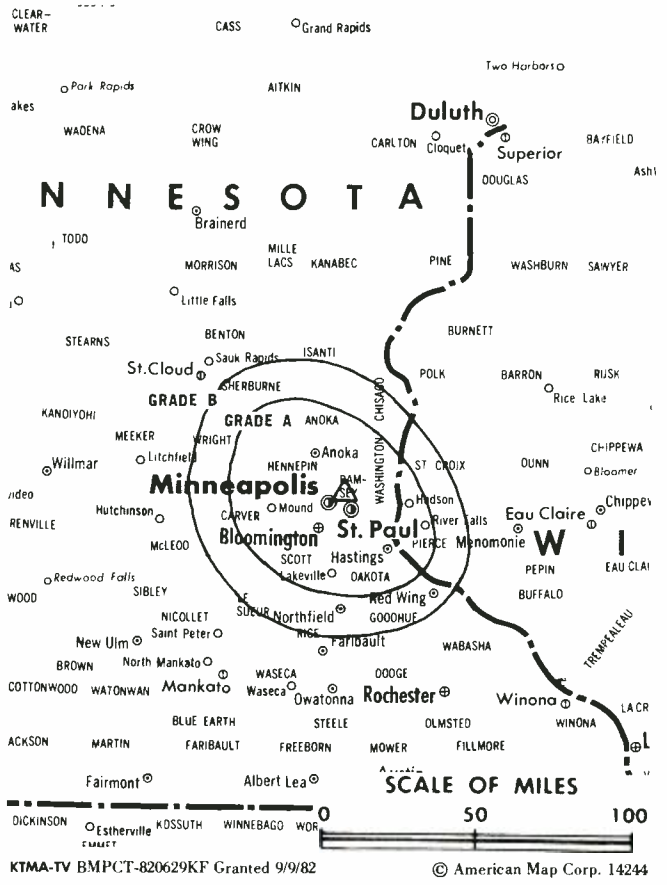 CLEAR-
WATER
CASS
Grand Rapids
Two Harbors
Park Rapids
AITKIN
akes
Duluth
WADENA
CROW
WING
CARLTON
Cloquet
Superior
BAYFIELD
DOUGLAS
Ash
NNESOTA
Brainerd
TODD
MILLE
LACS
KANABEC
PINE
AS
MORRISON
WASHBURN
SAWYER
Little Falls
BURNETT
STEARNS
BENTON
Sauk Rapids
ISANTI
St.Cloud
SHERBURNE
POLK
BARRON
RUSK
GRADE B
CHISAGO
Rice Lake
KANDIYOHI
GRADE A
ANOKA
MEEKER
WRIGHT
CHIPPEWA
Willmar
Litchfield
Anoka
HENNEPIN
WASHINGTON
ST CROIX
DUNN
Bloomer
Minneapolis
RAM-
SEY
video
Hutchinson
CARVER
Mound
Hudson
Eau Claire
Chippev
RENVILLE
Bloomington
St. Paul
River Falls
PIERCE
Menomonie
W I
McLEOD
SCOTT
Hastings
PEPIN
EAU CLAI
Redwood Falls
Lakeville
DAKOTA
WOOD
SIBLEY
LE
SUEUR
Red Wing
BUFFALO
NICOLLET
Northfield
GOODHUE
TREMPEALEAU
New Ulm
Saint Peter
RICE
Faribault
WABASHA
BROWN
North Mankato
WASECA
DODGE
COTTONWOOD
WATONWAN
Mankato
Waseca
Owatonna
Rochester
Winona
LA CR
BLUE EARTH
STEELE
OLMSTED
WINONA
ACKSON
MARTIN
FARIBAULT
FREEBORN
MOWER
FILLMORE
L
Fairmont
Albert Lea
SCALE OF MILES
DICKINSON
Estherville
KOSSUTH
WINNEBAGO
WOR
0 50 100
EMMET
KTMA-TV BMPCT-820629KF Granted 9/9/82
© American Map Corp. 14244